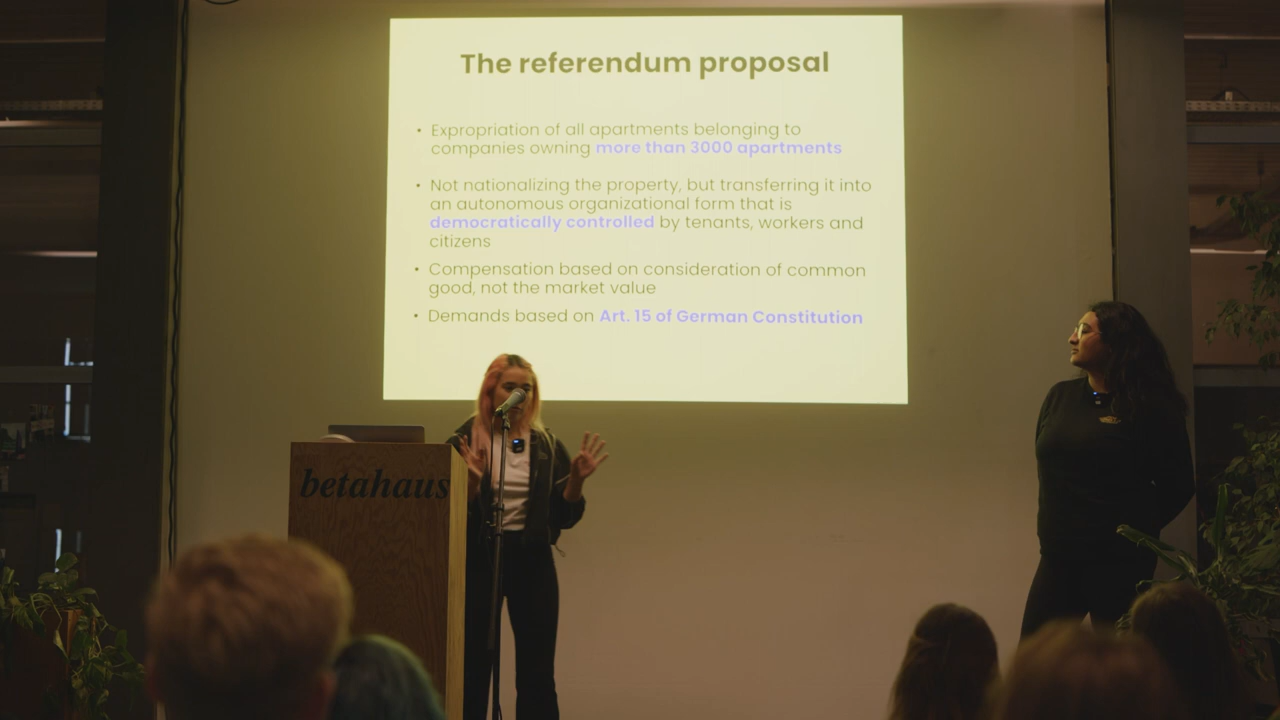 The referendum proposal
• Expropriation of all apartments belonging to
companies owning more than 3000 apartments
• Not nationalizing the property, but transferring it into
an autonomous organizational form that is
democratically controlled by tenants, workers and
citizens
• Compensation based on consideration of common
good, not the market value
• Demands based on Art. 15 of German Constitution
betahaus